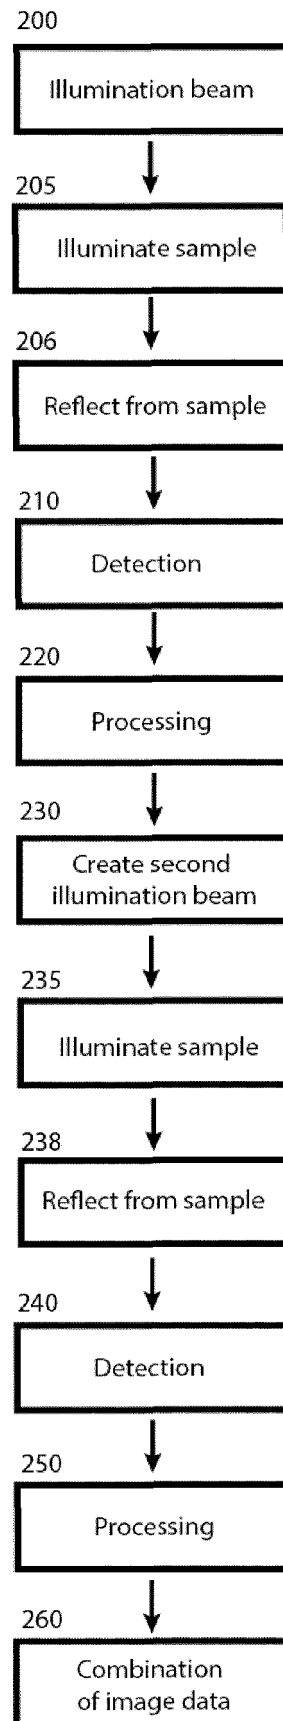 200
Illumination beam
205
Illuminate sample
206
Reflect from sample
210
Detection
220
Processing
230
Create second
illumination beam
235
Illuminate sample
238
Reflect from sample
240
Detection
250
Processing
260
Combination
of image data